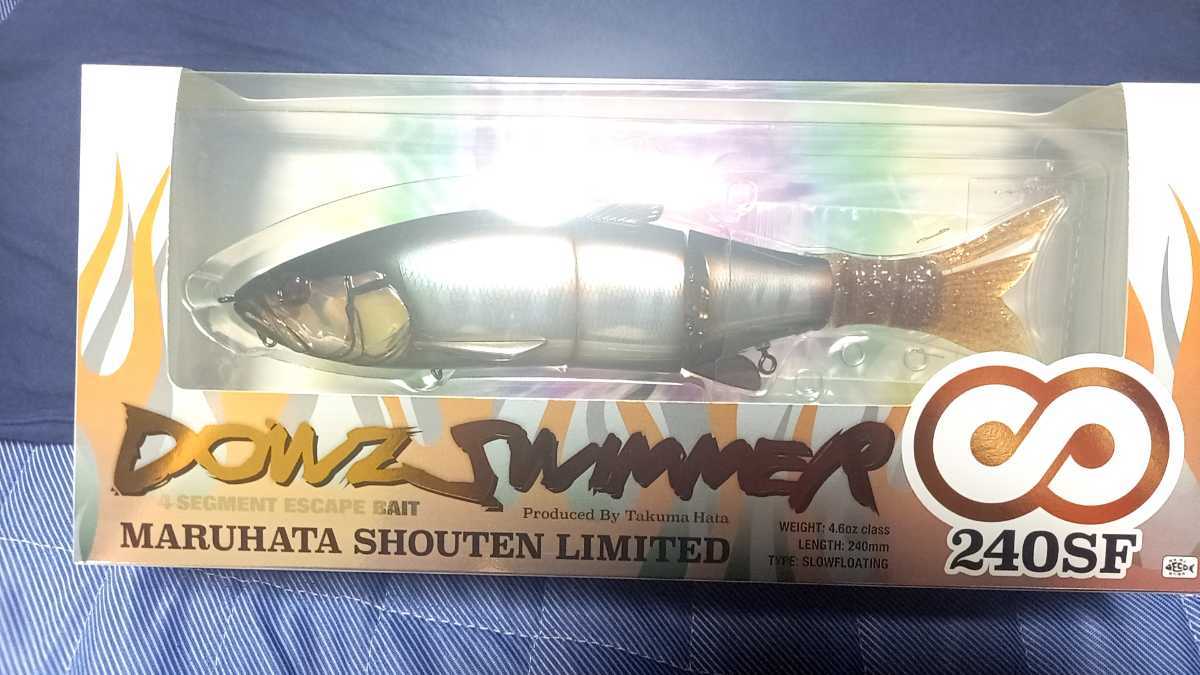 DOWZ SWIMMER
4 SEGMENT ESCAPE BAIT
Produced By Takuma Hata
MARUHATA SHOUTEN LIMITED
WEIGHT: 4.6oz class
LENGTH: 240mm
TYPE: SLOWFLOATING
240SF
ECO